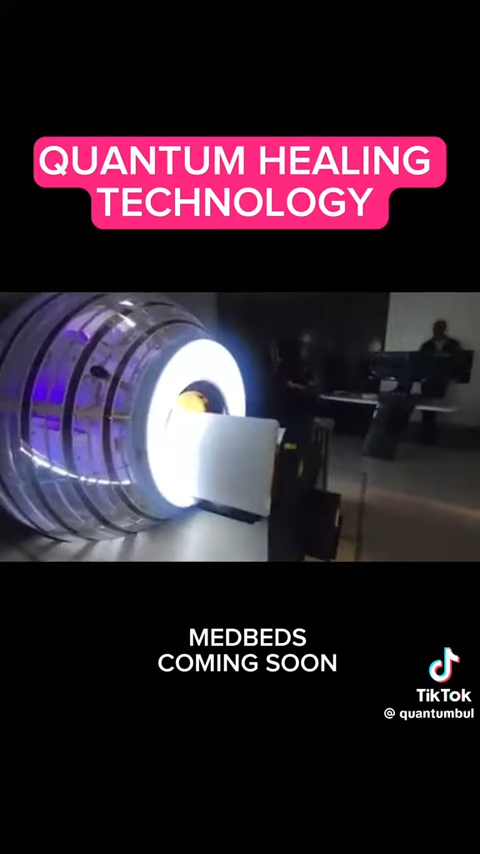 QUANTUM HEALING
TECHNOLOGY
MEDBEDS
COMING SOON
TikTok
@ quantumbul